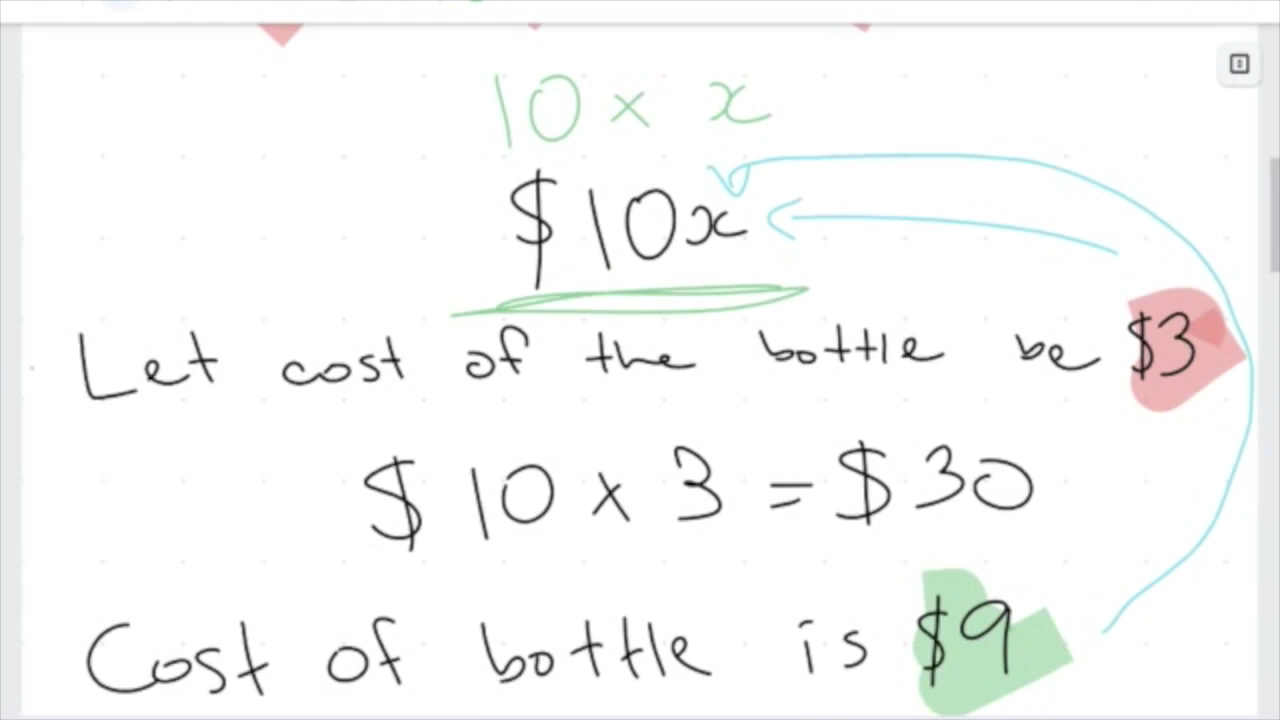 10 × x
$10x
Let cost of the bottle be $3
$ 10 × 3 = $ 30
Cost of bottle is $9